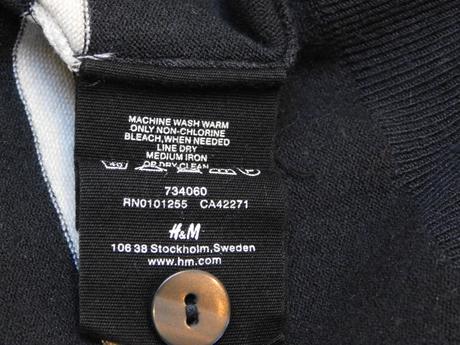 MACHINE WASH WARM
ONLY NON-CHLORINE
BLEACH,WHEN NEEDED
LINE DRY
MEDIUM IRON
OR DRY CLEAN
40
734060
RN0101255 CA42271
H&M
106 38 Stockholm,Sweden
www.hm.com